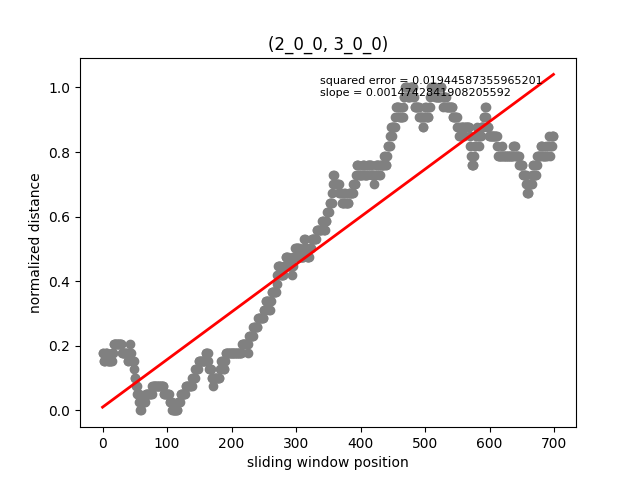 (2_0_0, 3_0_0)
squared error = 0.01944587355965201
slope = 0.0014742341908205592
1.0
0.8
0.6
0.4
0.2
0.0
normalized distance
0 100 200 300 400 500 600 700
sliding window position